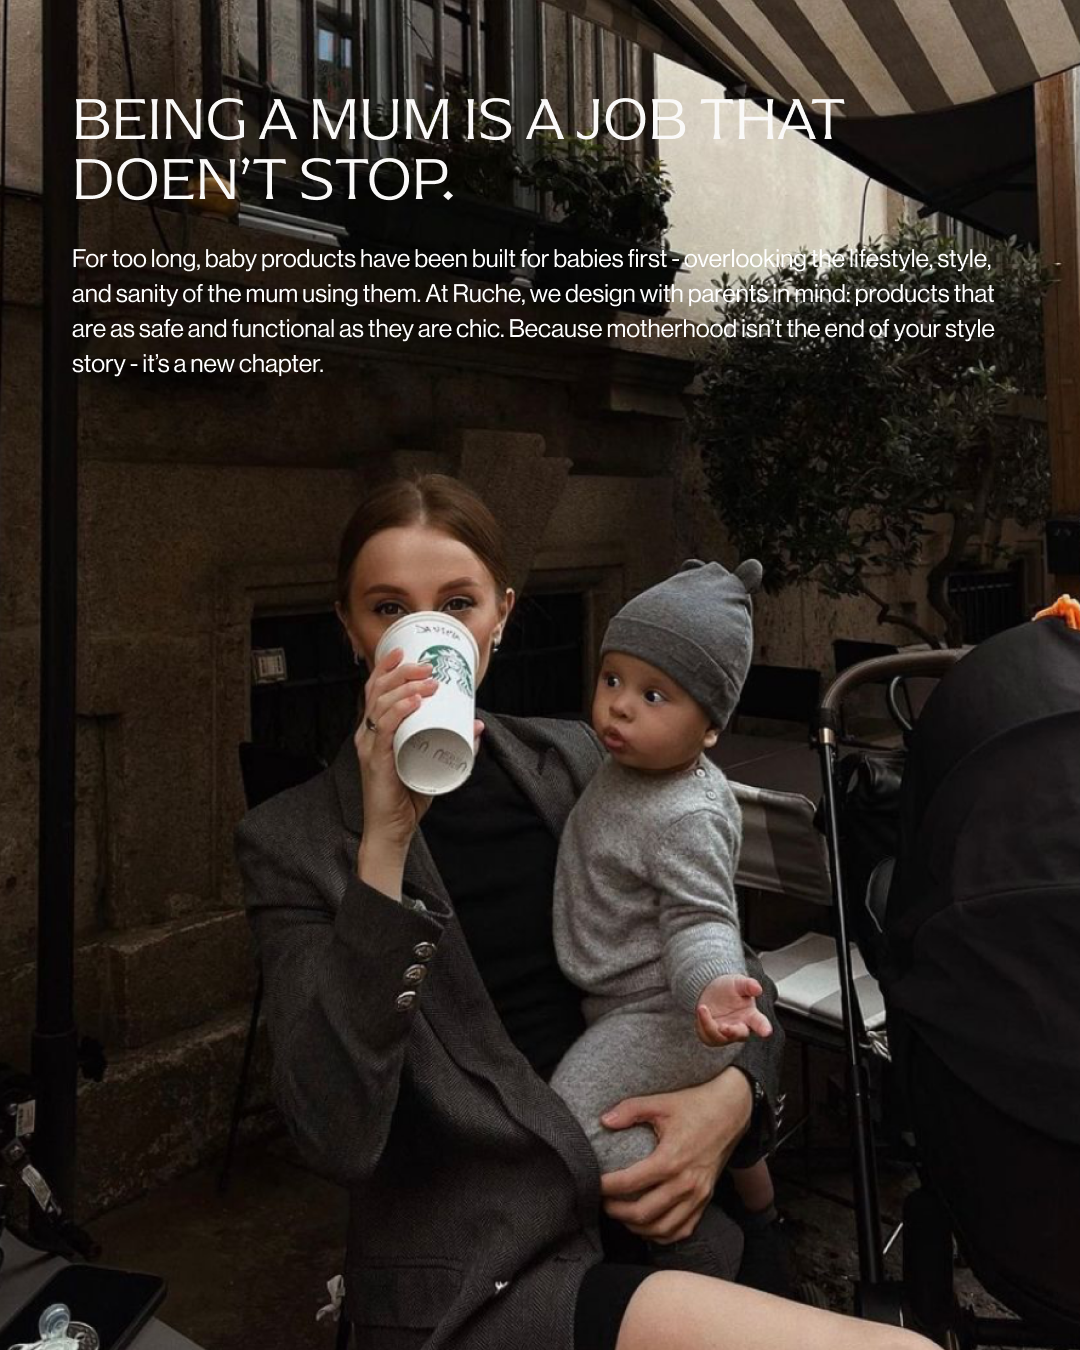 BEING A MUM IS A JOB THAT
DOEN’T STOP.
For too long, baby products have been built for babies first - overlooking the lifestyle, style,
and sanity of the mum using them. At Ruche, we design with parents in mind: products that
are as safe and functional as they are chic. Because motherhood isn’t the end of your style
story - it’s a new chapter.